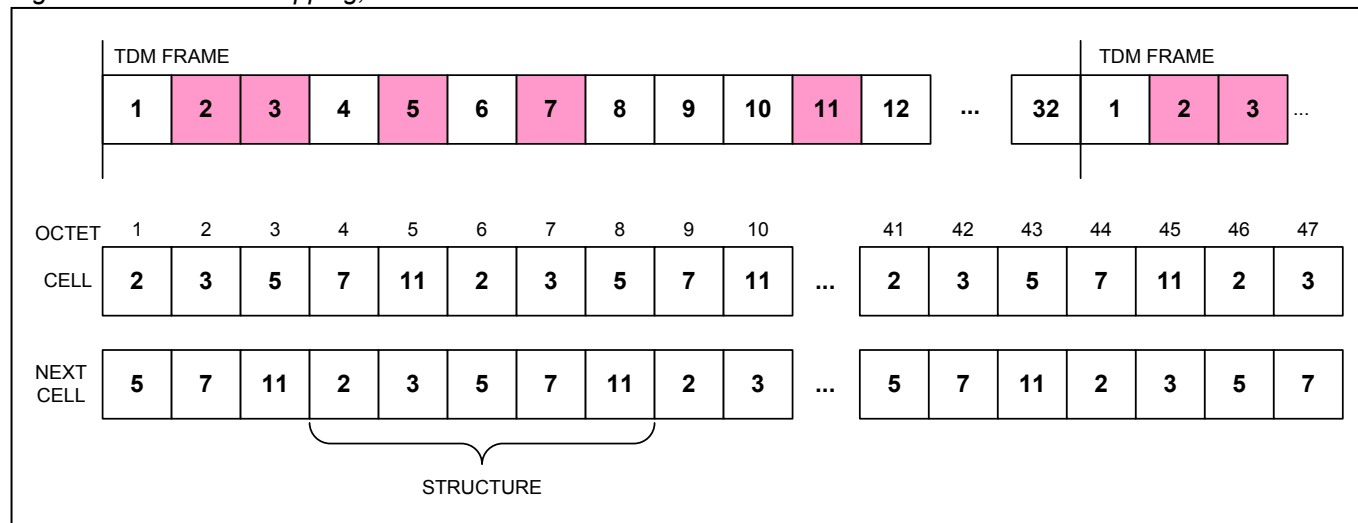 TDM FRAME TDM FRAME
1 2 3 4 5 6 7 8 9 10 11 12 ... 32 1 2 3 ...
OCTET 1 2 3 4 5 6 7 8 9 10 41 42 43 44 45 46 47
CELL 2 3 5 7 11 2 3 5 7 11 ... 2 3 5 7 11 2 3
NEXT
CELL 5 7 11 2 3 5 7 11 2 3 ... 5 7 11 2 3 5 7
STRUCTURE